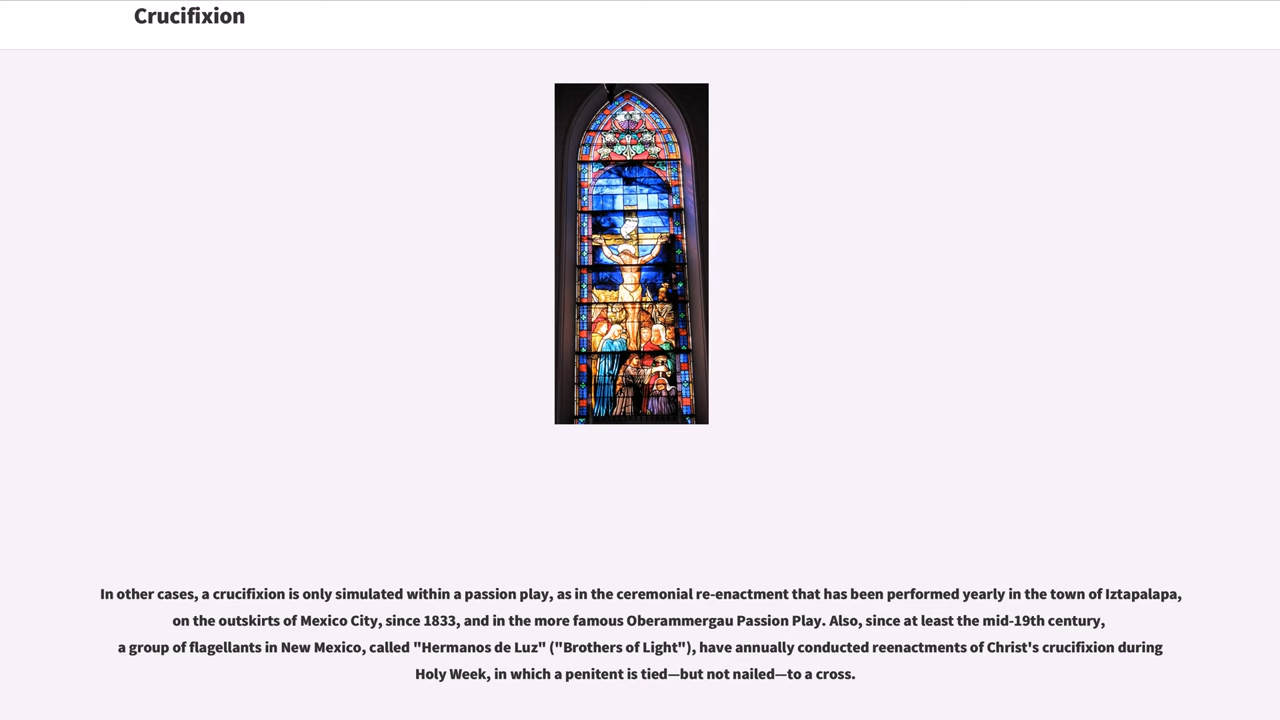 Crucifixion
In other cases, a crucifixion is only simulated within a passion play, as in the ceremonial re-enactment that has been performed yearly in the town of Iztapalapa,
on the outskirts of Mexico City, since 1833, and in the more famous Oberammergau Passion Play. Also, since at least the mid-19th century,
a group of flagellants in New Mexico, called "Hermanos de Luz" ("Brothers of Light"), have annually conducted reenactments of Christ's crucifixion during
Holy Week, in which a penitent is tied—but not nailed—to a cross.